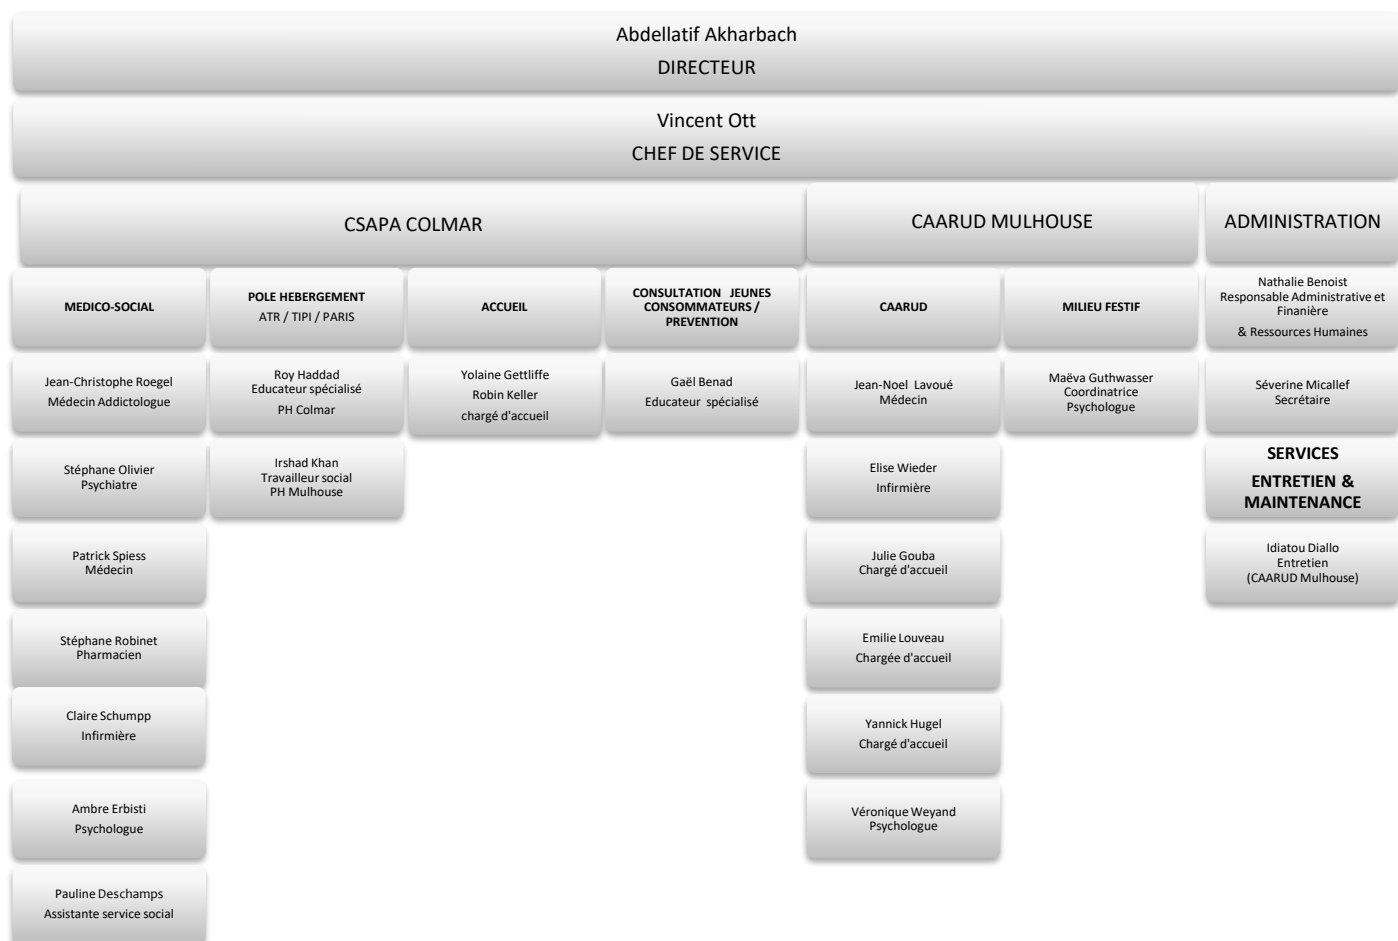 Abdellatif Akharbach
DIRECTEUR
Vincent Ott
CHEF DE SERVICE
CSAPA COLMAR
CAARUD MULHOUSE
ADMINISTRATION
MEDICO-SOCIAL
POLE HEBERGEMENT
ATR / TIPI / PARIS
ACCUEIL
CONSULTATION JEUNES
CONSOMMATEURS /
PREVENTION
CAARUD
MILIEU FESTIF
Nathalie Benoist
Responsable Administrative et
Finanière
& Ressources Humaines
Jean-Christophe Roegel
Médecin Addictologue
Roy Haddad
Educateur spécialisé
PH Colmar
Yolaine Gettliffe
Robin Keller
chargé d'accueil
Gaël Benad
Educateur spécialisé
Jean-Noel Lavoué
Médecin
Maëva Guthwasser
Coordinatrice
Psychologue
Séverine Micallef
Secrétaire
Stéphane Olivier
Psychiatre
Irshad Khan
Travailleur social
PH Mulhouse
Elise Wieder
Infirmière
SERVICES
ENTRETIEN &
MAINTENANCE
Patrick Spiess
Médecin
Julie Gouba
Chargé d'accueil
Idiatou Diallo
Entretien
(CAARUD Mulhouse)
Stéphane Robinet
Pharmacien
Emilie Louveau
Chargée d'accueil
Claire Schumpp
Infirmière
Yannick Hugel
Chargé d'accueil
Ambre Erbisti
Psychologue
Véronique Weyand
Psychologue
Pauline Deschamps
Assistante service social